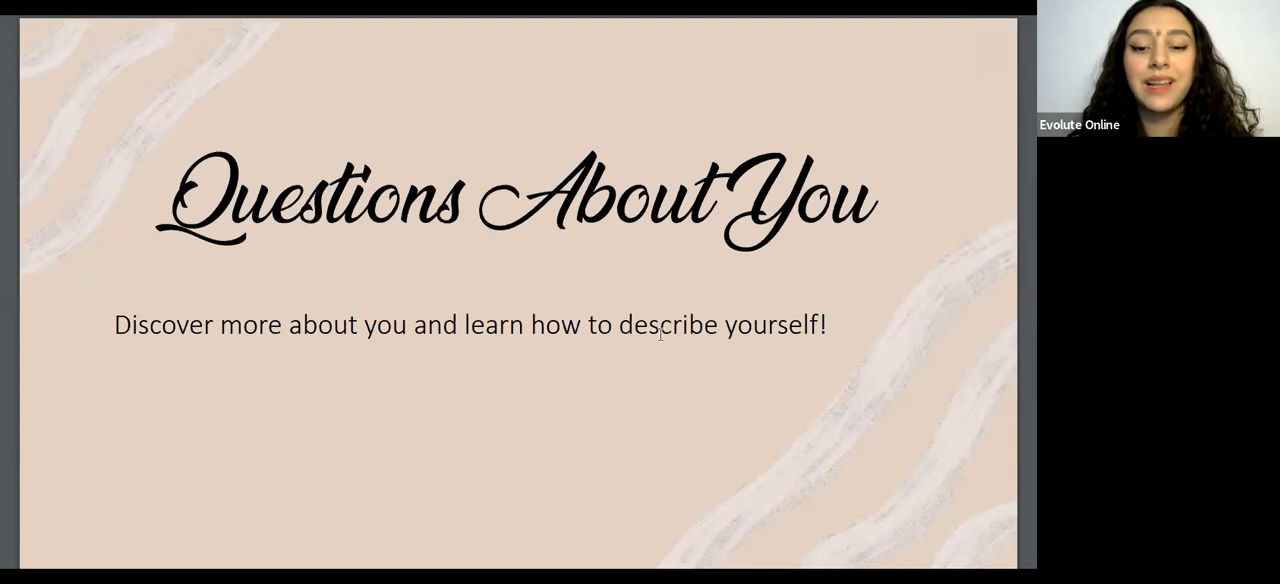 Questions About You
Evolute Online
Discover more about you and learn how to describe yourself!